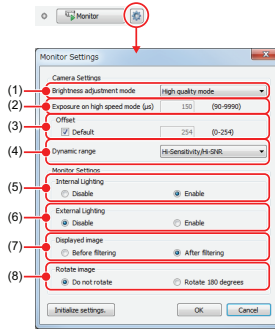 Monitor
Monitor Settings
Camera Settings
(1) Brightness adjustment mode High quality mode
(2) Exposure on high speed mode (µs) 150 (90-9990)
Offset
(3) Default 254 (0-254)
(4) Dynamic range Hi-Sensitivity/Hi-SNR
Monitor Settings
Internal Lighting
(5) Disable Enable
External Lighting
(6) Disable Enable
Displayed image
(7) Before filtering After filtering
Rotate image
(8) Do not rotate Rotate 180 degrees
Initialize settings. OK Cancel